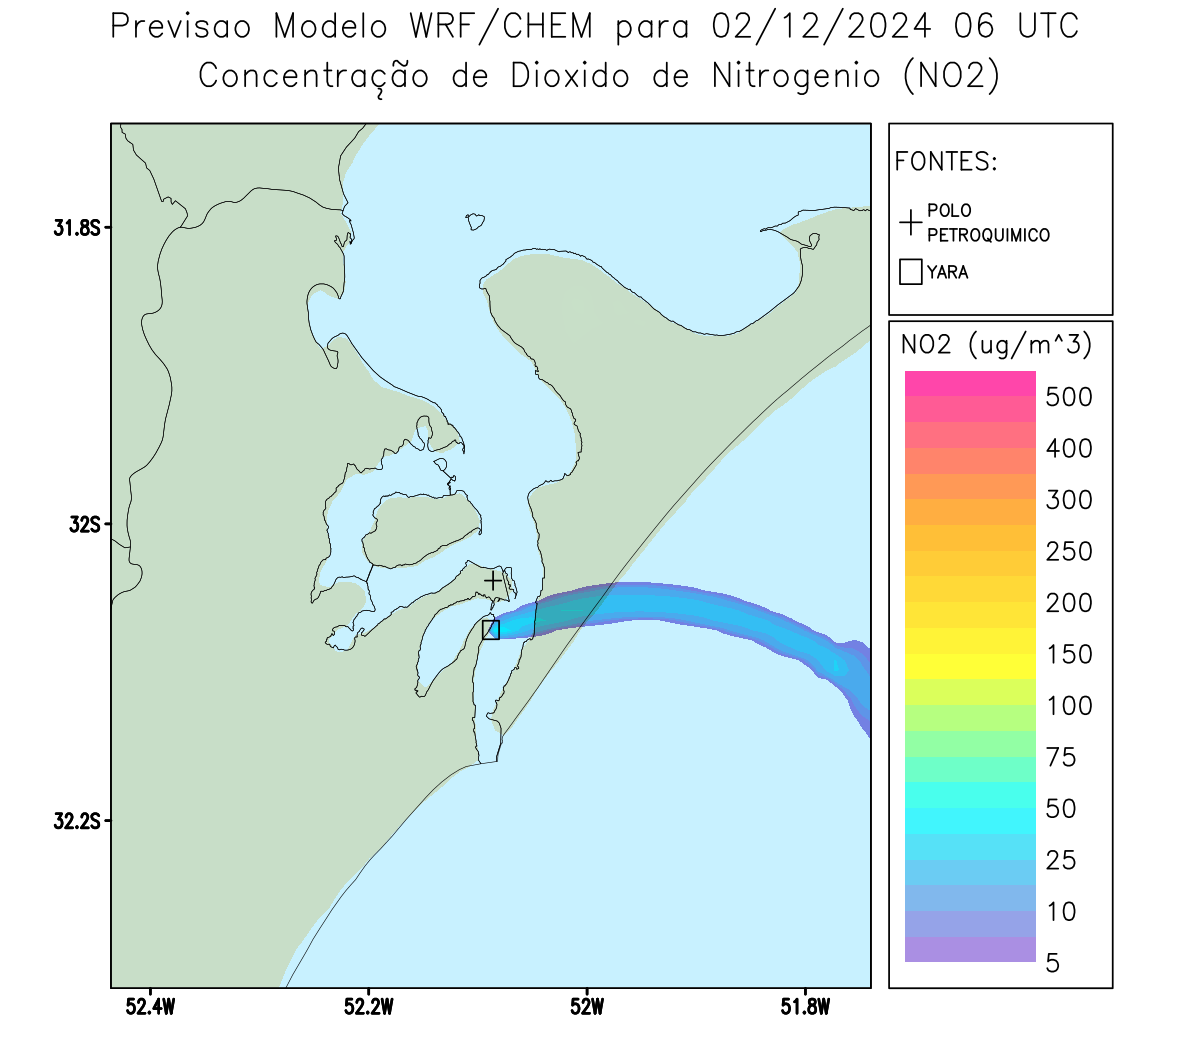 Previsao Modelo WRF/CHEM para 02/12/2024 06 UTC
Concentração de Dioxido de Nitrogenio (NO2)
FONTES:
POLO
PETROQUIMICO
YARA
NO2 (ug/m^3)
500
400
300
250
200
150
100
75
50
25
10
5
31.8S
32S
32.2S
52.4W
52.2W
52W
51.8W